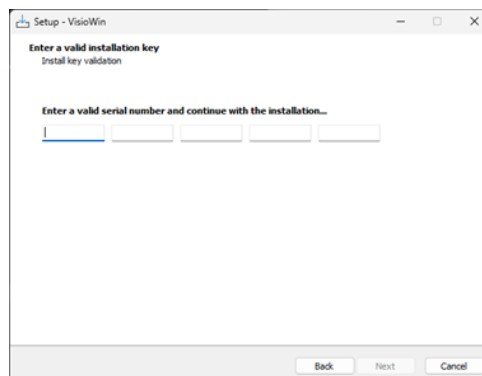 Setup - VisioWin
Enter a valid installation key
Install key validation
Enter a valid serial number and continue with the installation...
Back Next Cancel